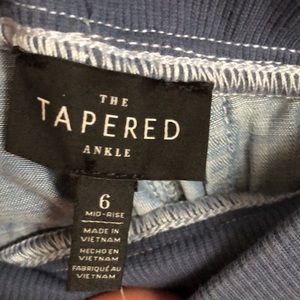 THE
TAPERED
ANKLE
6
MID-RISE
MADE IN
VIETNAM
HECHO EN
VIETNAM
FABRIQUÉ AU
VIETNAM